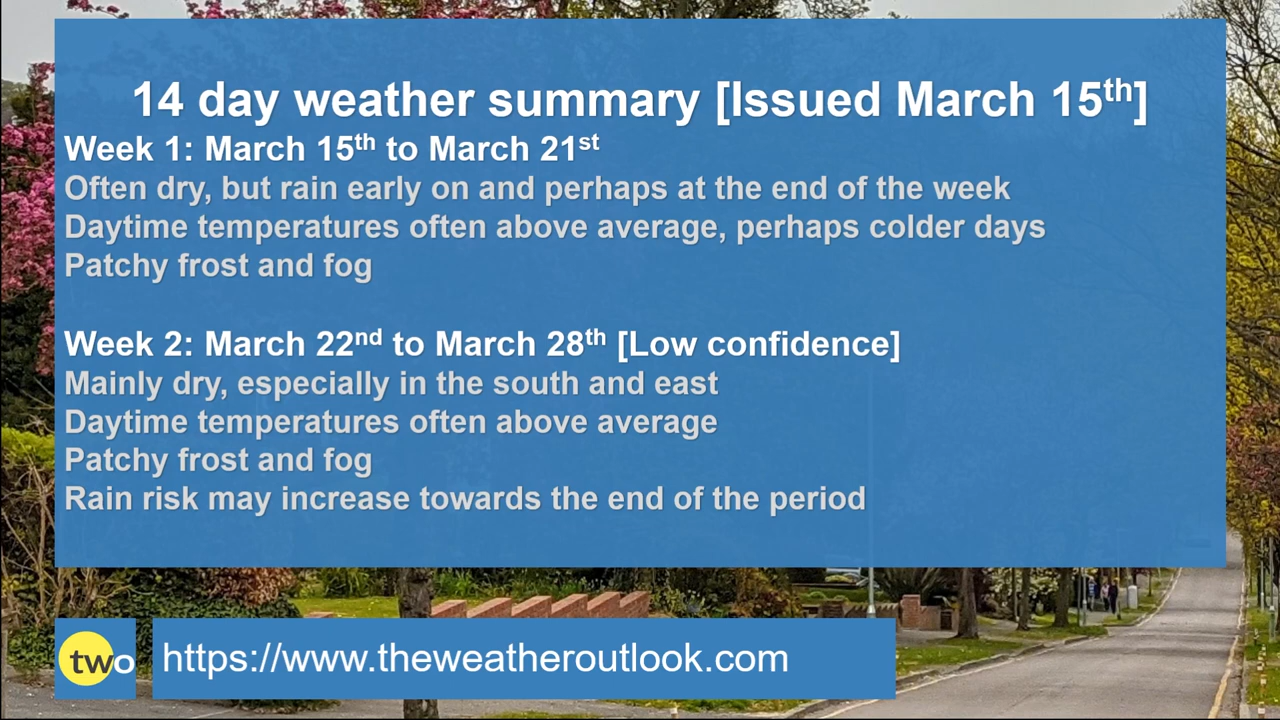 14 day weather summary [Issued March 15th]
Week 1: March 15th to March 21st
Often dry, but rain early on and perhaps at the end of the week
Daytime temperatures often above average, perhaps colder days
Patchy frost and fog
Week 2: March 22nd to March 28th [Low confidence]
Mainly dry, especially in the south and east
Daytime temperatures often above average
Patchy frost and fog
Rain risk may increase towards the end of the period
two
https://www.theweatheroutlook.com